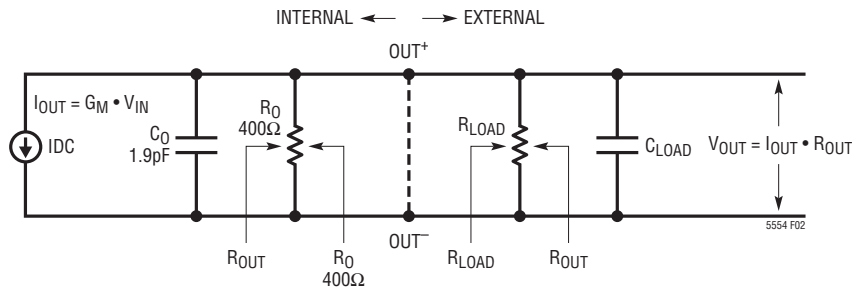 INTERNAL EXTERNAL
OUT+
IOUT = GM • VIN
IDC
CO
1.9pF
RO
400Ω
RLOAD
CLOAD
VOUT = IOUT • ROUT
OUT–
5554 F02
ROUT
RO
400Ω
RLOAD
ROUT